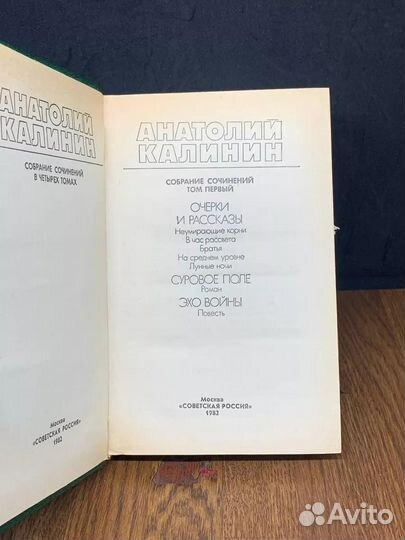 АНАТОЛИЙ
КАЛИНИН
СОБРАНИЕ СОЧИНЕНИЙ
В ЧЕТЫРЕХ ТОМАХ
Москва
«СОВЕТСКАЯ РОССИЯ»
1982
АНАТОЛИЙ
КАЛИНИН
СОБРАНИЕ СОЧИНЕНИЙ
ТОМ ПЕРВЫЙ
ОЧЕРКИ
И РАССКАЗЫ
Неумирающие корни
В час рассвета
Братья
На среднем уровне
Лунные ночи
СУРОВОЕ ПОЛЕ
Роман
ЭХО ВОЙНЫ
Повесть
Москва
«СОВЕТСКАЯ РОССИЯ»
1982
Avito